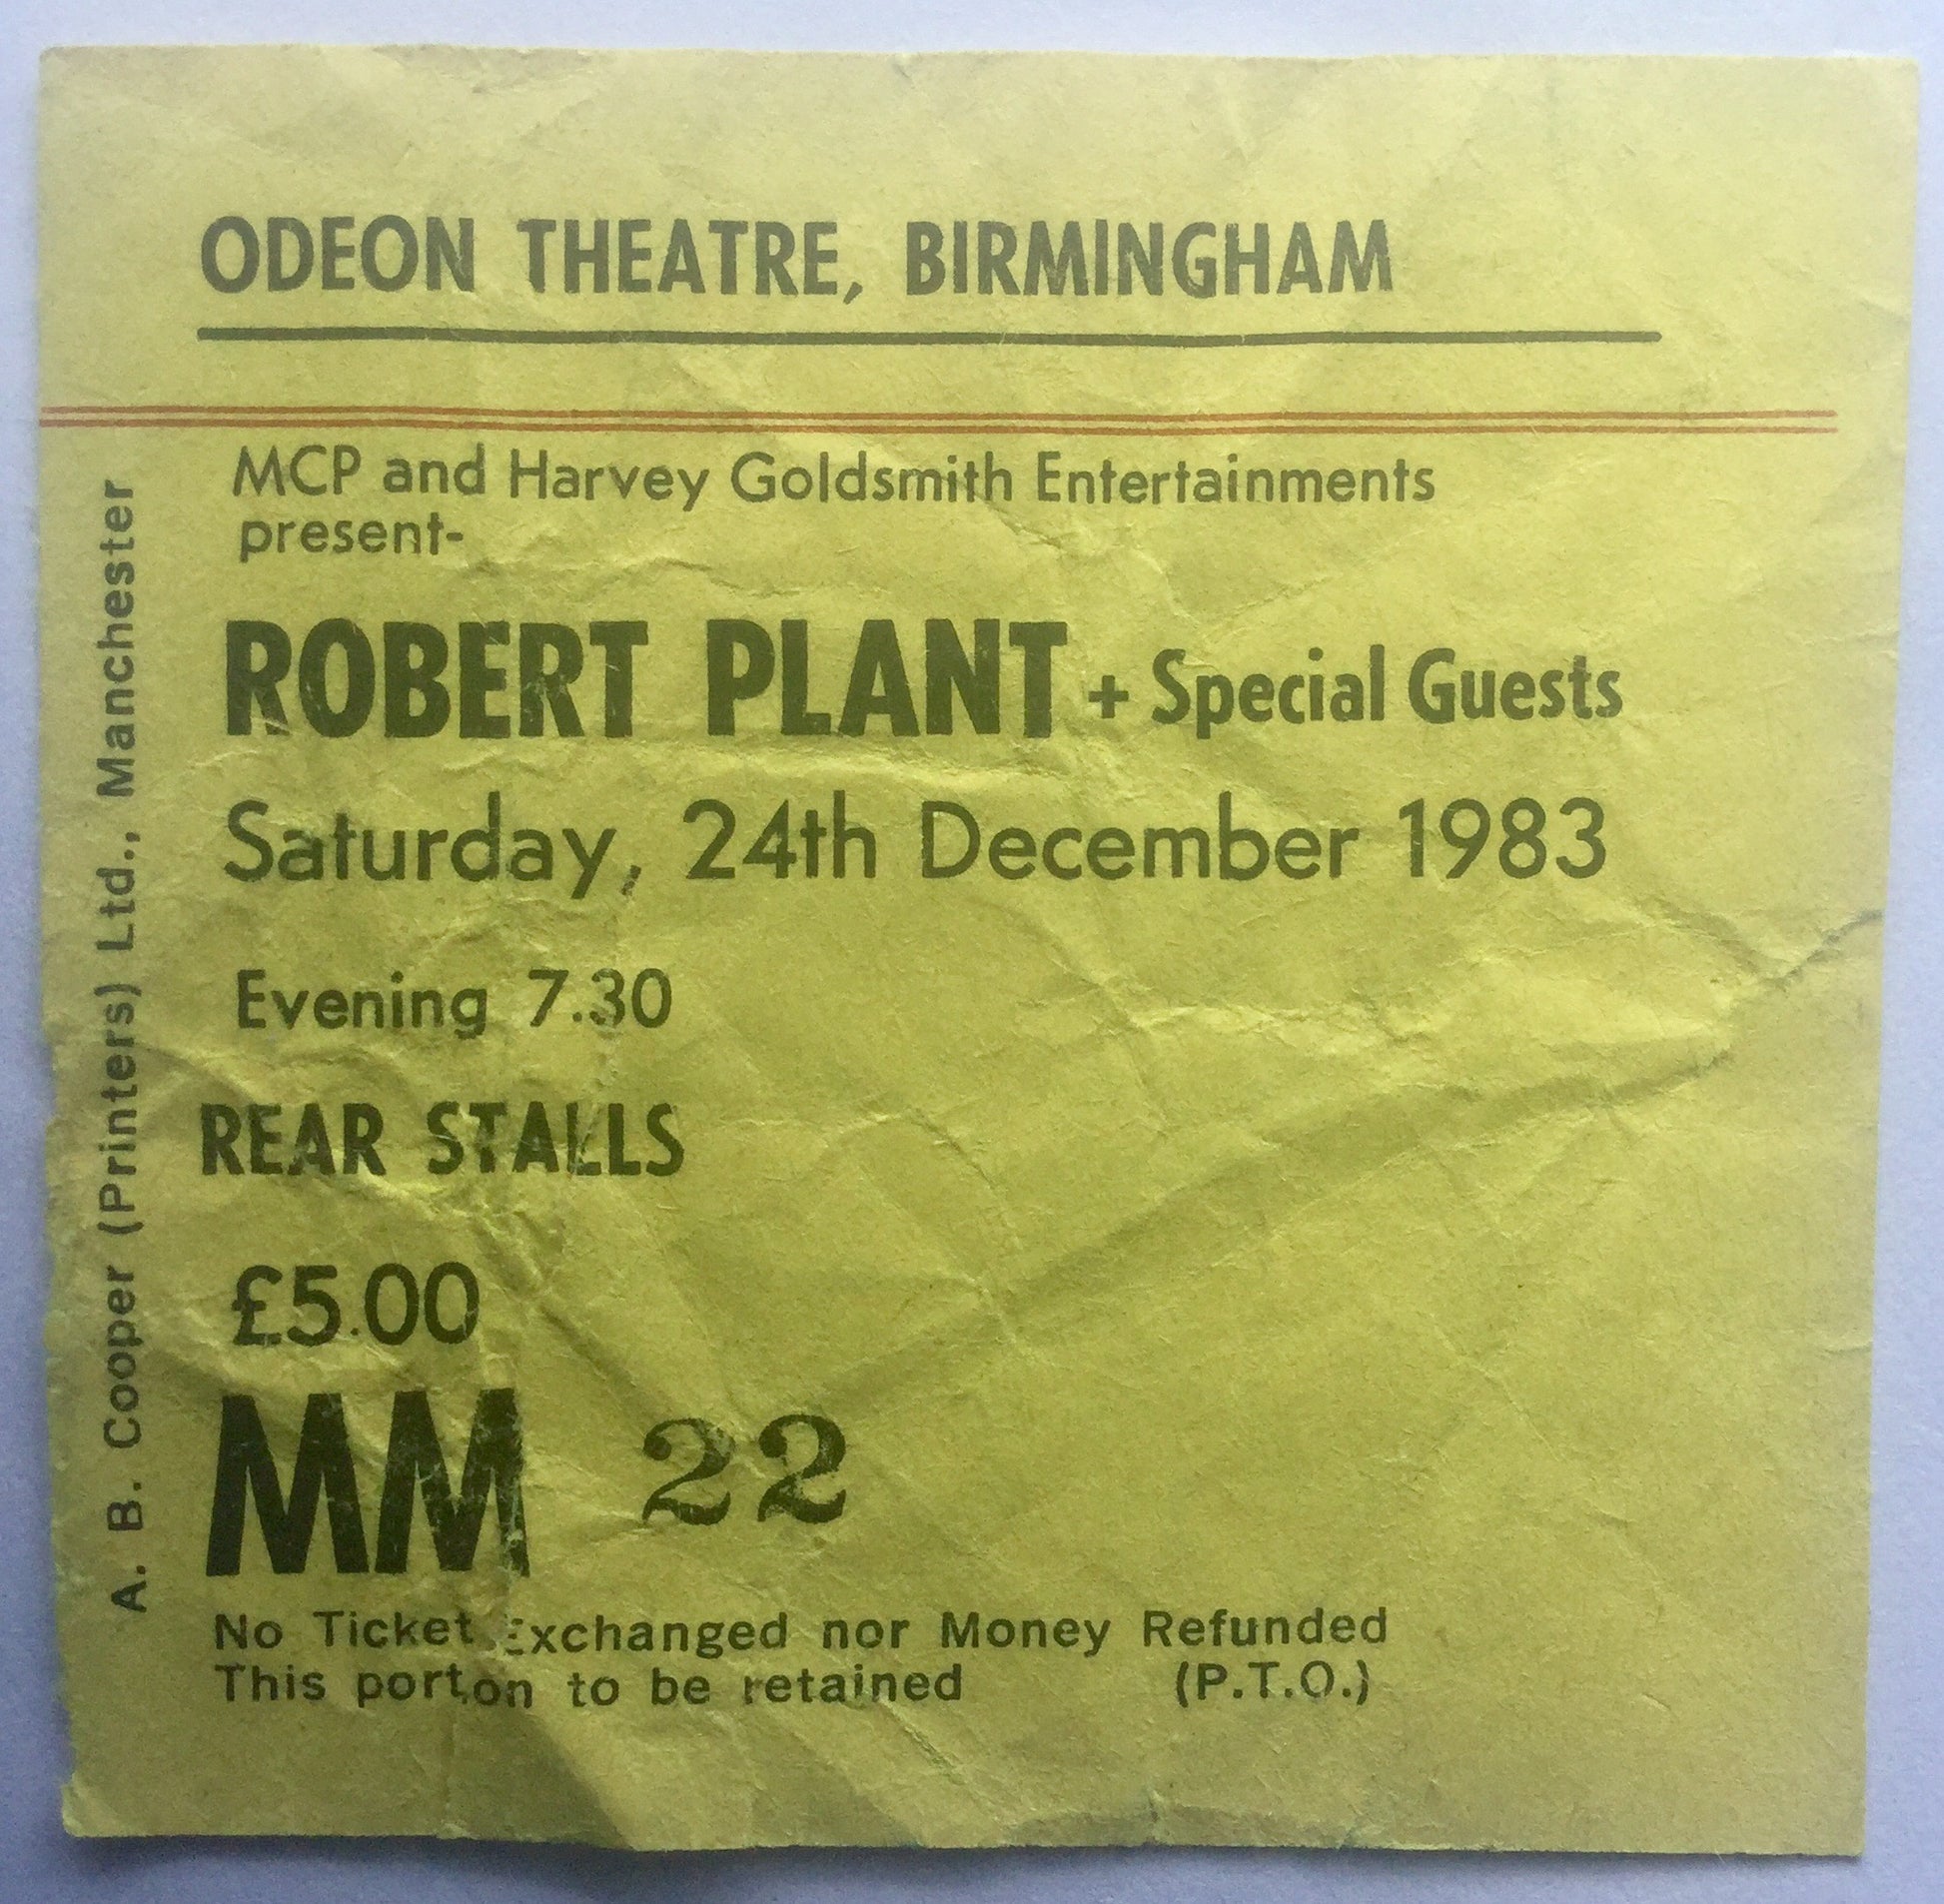 ODEON THEATRE, BIRMINGHAM
MCP and Harvey Goldsmith Entertainments
present-
ROBERT PLANT + Special Guests
Saturday, 24th December 1983
Evening 7.30
REAR STALLS
£5.00
MM 22
No Ticket Exchanged nor Money Refunded
This portion to be retained (P.T.O.)
A. B. Cooper (Printers) Ltd., Manchester